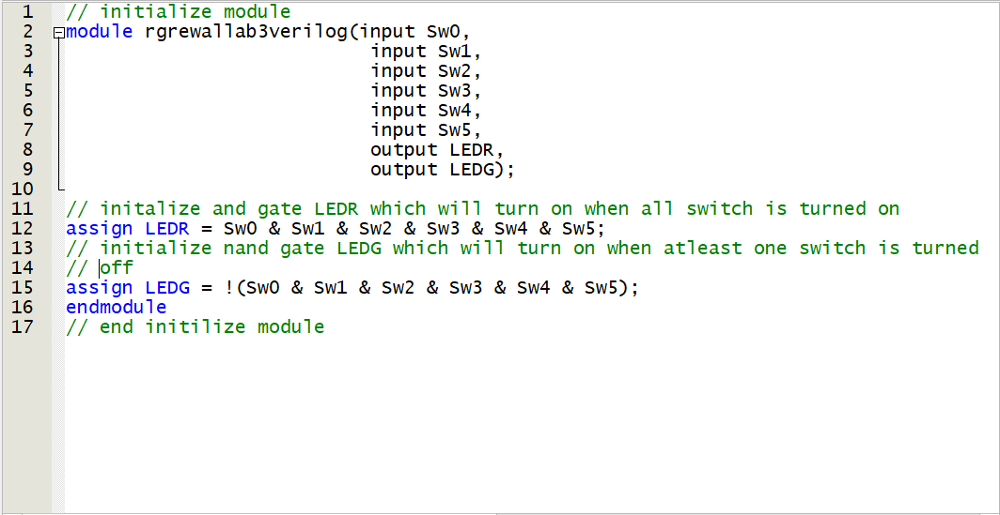 1 // initialize module
2 module rgrewallab3verilog(input Sw0,
3 input Sw1,
4 input Sw2,
5 input Sw3,
6 input Sw4,
7 input Sw5,
8 output LEDR,
9 output LEDG);
10
11 // initalize and gate LEDR which will turn on when all switch is turned on
12 assign LEDR = Sw0 & Sw1 & Sw2 & Sw3 & Sw4 & Sw5;
13 // initialize nand gate LEDG which will turn on when atleast one switch is turned
14 // off
15 assign LEDG = !(Sw0 & Sw1 & Sw2 & Sw3 & Sw4 & Sw5);
16 endmodule
17 // end initilize module